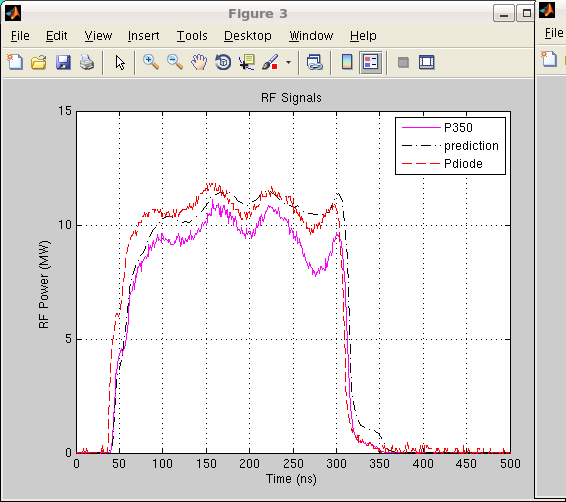 Figure 3
File Edit View Insert Tools Desktop Window Help
File
RF Signals
P350
prediction
Pdiode
15
10
5
0
RF Power (MW)
0 50 100 150 200 250 300 350 400 450 500
Time (ns)